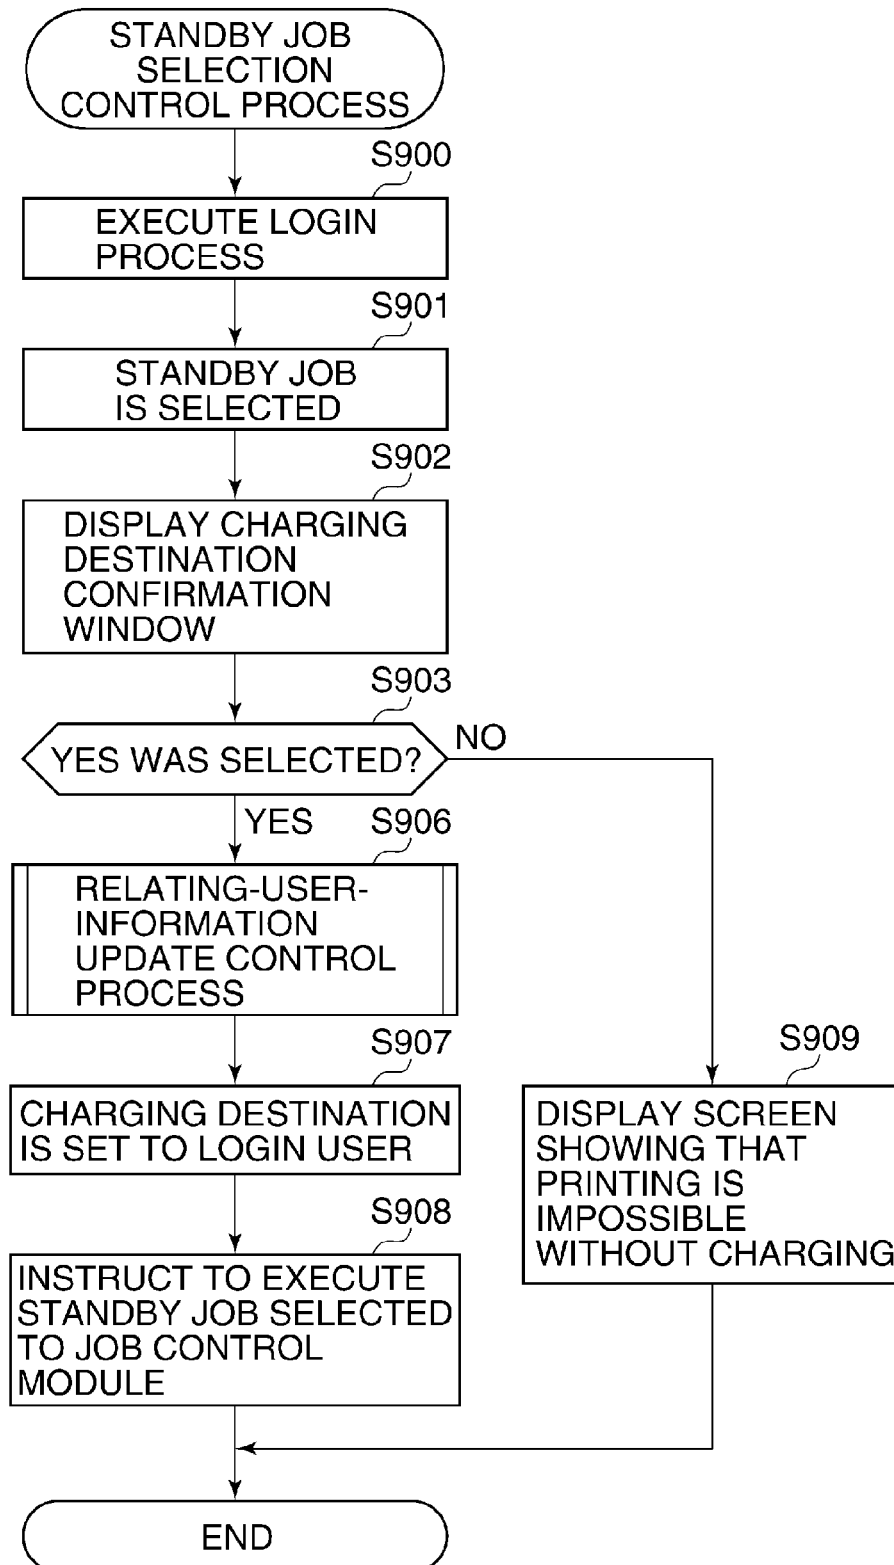 STANDBY JOB
SELECTION
CONTROL PROCESS
S900
EXECUTE LOGIN
PROCESS
S901
STANDBY JOB
IS SELECTED
S902
DISPLAY CHARGING
DESTINATION
CONFIRMATION
WINDOW
S903
YES WAS SELECTED?
NO
YES
S906
RELATING-USER-
INFORMATION
UPDATE CONTROL
PROCESS
S907
CHARGING DESTINATION
IS SET TO LOGIN USER
S909
DISPLAY SCREEN
SHOWING THAT
PRINTING IS
IMPOSSIBLE
WITHOUT CHARGING
S908
INSTRUCT TO EXECUTE
STANDBY JOB SELECTED
TO JOB CONTROL
MODULE
END